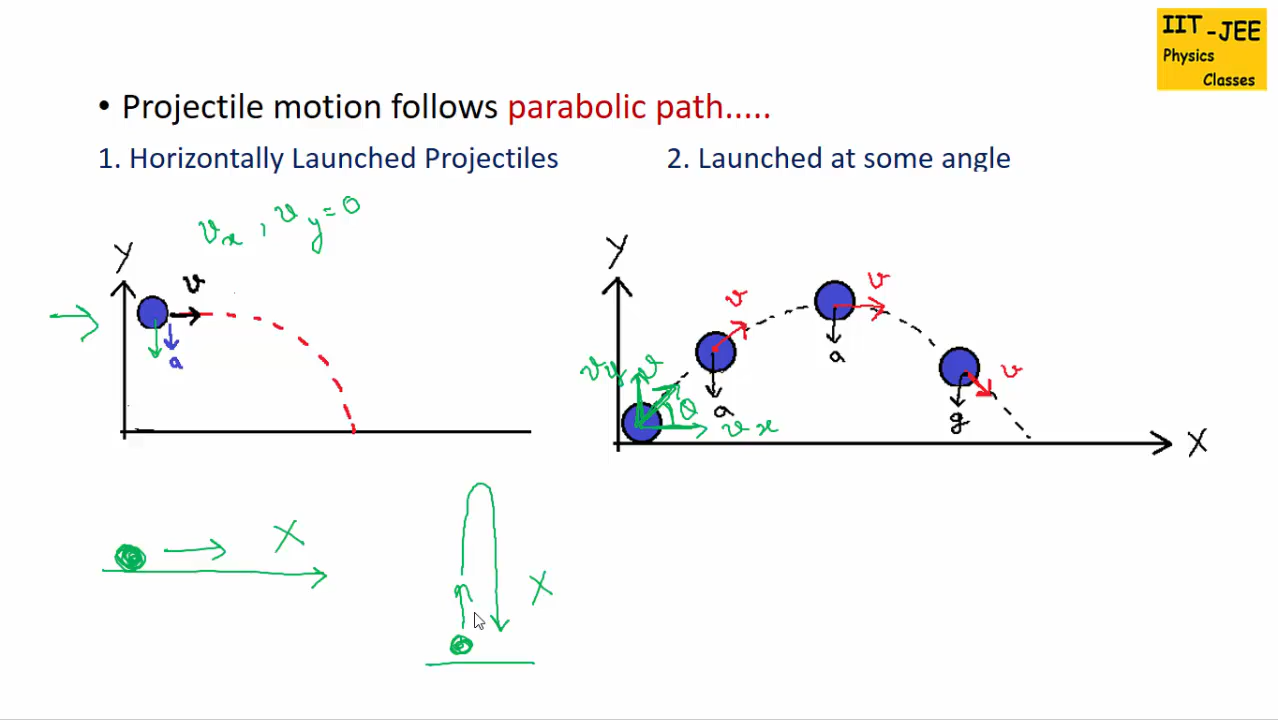 IIT -JEE
Physics
Classes
• Projectile motion follows parabolic path.....
1. Horizontally Launched Projectiles
2. Launched at some angle
vx , vy = 0
Y
v
a
Y
v
v
a
a
v
g
vy
v
θ
vx
X
X
X